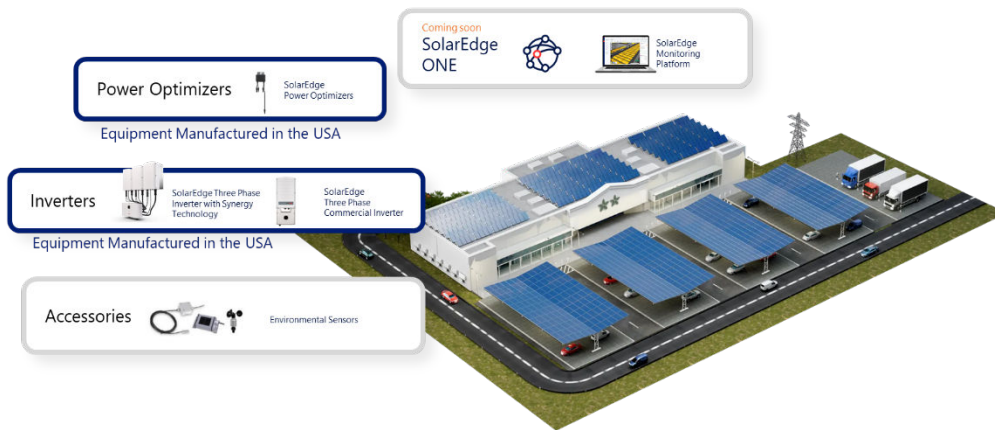 Coming soon
SolarEdge
ONE
SolarEdge
Monitoring
Platform
Power Optimizers
SolarEdge
Power Optimizers
Equipment Manufactured in the USA
Inverters
SolarEdge Three Phase
Inverter with Synergy
Technology
SolarEdge
Three Phase
Commercial Inverter
Equipment Manufactured in the USA
Accessories
Environmental Sensors